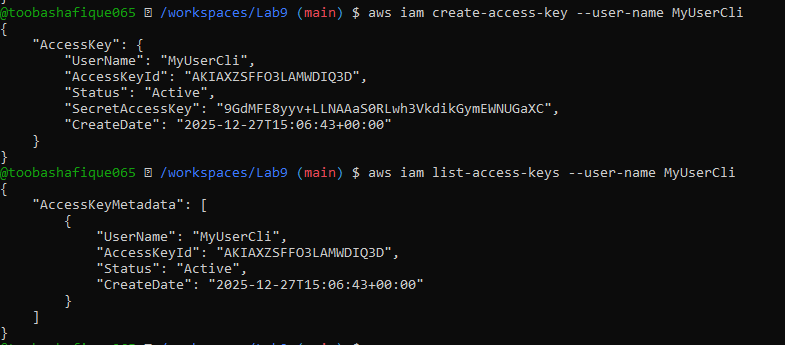 @toobashafique065 /workspaces/Lab9 (main) $ aws iam create-access-key --user-name MyUserCli
{
    "AccessKey": {
        "UserName": "MyUserCli",
        "AccessKeyId": "AKIAXZSFFO3LAMWDIQ3D",
        "Status": "Active",
        "SecretAccessKey": "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",
        "CreateDate": "2025-12-27T15:06:43+00:00"
    }
}
@toobashafique065 /workspaces/Lab9 (main) $ aws iam list-access-keys --user-name MyUserCli
{
    "AccessKeyMetadata": [
        {
            "UserName": "MyUserCli",
            "AccessKeyId": "AKIAXZSFFO3LAMWDIQ3D",
            "Status": "Active",
            "CreateDate": "2025-12-27T15:06:43+00:00"
        }
    ]
}